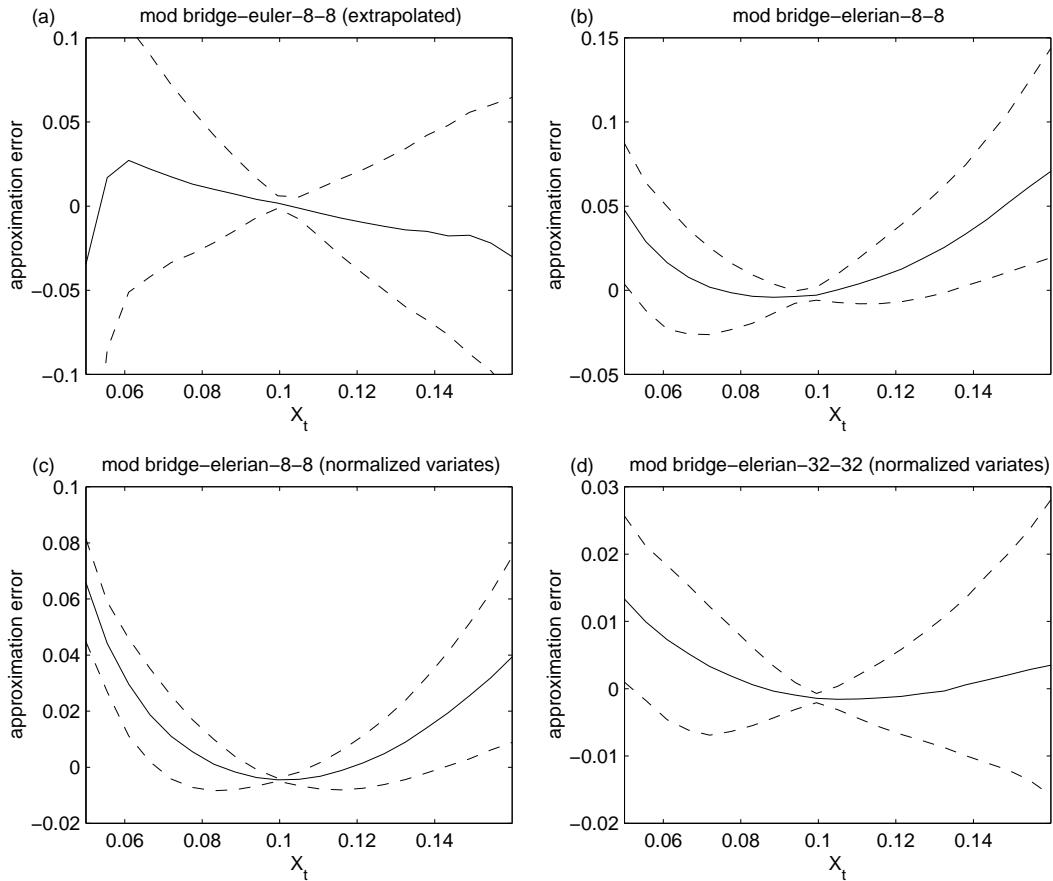 (a) mod bridge−euler−8−8 (extrapolated)
0.1
0.05
0
−0.05
−0.1
approximation error
0.06 0.08 0.1 0.12 0.14
X_t
(b) mod bridge−elerian−8−8
0.15
0.1
0.05
0
−0.05
approximation error
0.06 0.08 0.1 0.12 0.14
X_t
(c) mod bridge−elerian−8−8 (normalized variates)
0.1
0.08
0.06
0.04
0.02
0
−0.02
approximation error
0.06 0.08 0.1 0.12 0.14
X_t
(d) mod bridge−elerian−32−32 (normalized variates)
0.03
0.02
0.01
0
−0.01
−0.02
approximation error
0.06 0.08 0.1 0.12 0.14
X_t